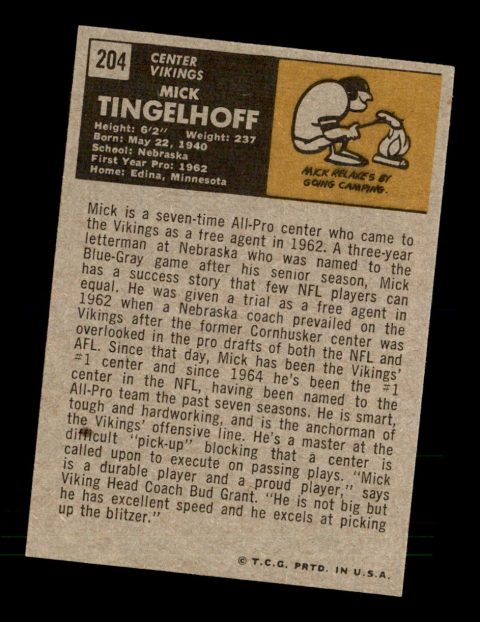 204
CENTER
VIKINGS
MICK
TINGELHOFF
Height: 6'2" Weight: 237
Born: May 22, 1940
School: Nebraska
First Year Pro: 1962
Home: Edina, Minnesota
MICK RELAXES BY
GOING CAMPING.
Mick is a seven-time All-Pro center who came to
the Vikings as a free agent in 1962. A three-year
letterman at Nebraska who was named to the
Blue-Gray game after his senior season, Mick
has a success story that few NFL players can
equal. He was given a trial as a free agent in
1962 when a Nebraska coach prevailed on the
Vikings after the former Cornhusker center was
overlooked in the pro drafts of both the NFL and
AFL. Since that day, Mick has been the Vikings'
#1 center and since 1964 he's been the #1
center in the NFL, having been named to the
All-Pro team the past seven seasons. He is smart,
tough and hardworking, and is the anchorman of
the Vikings' offensive line. He's a master at the
difficult "pick-up" blocking that a center is
called upon to execute on passing plays. "Mick
is a durable player and a proud player," says
Viking Head Coach Bud Grant. "He is not big but
he has excellent speed and he excels at picking
up the blitzer."
© T.C.G. PRTD. IN U.S.A.